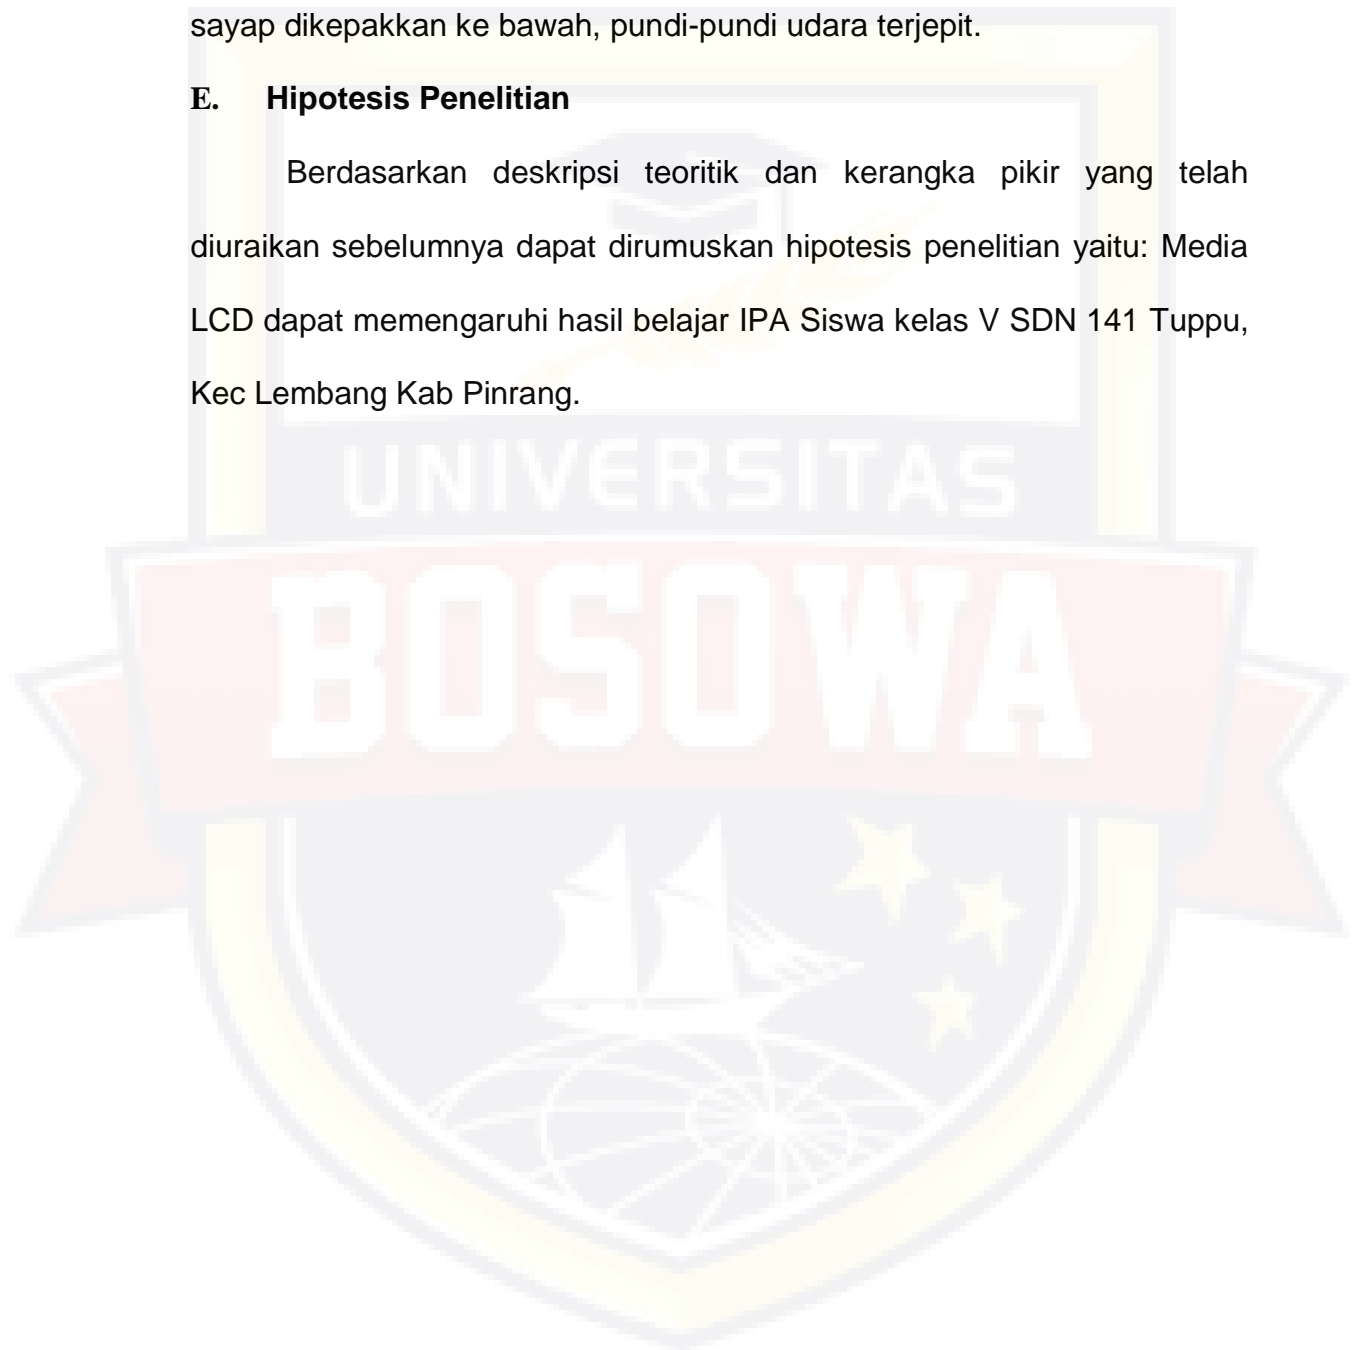 sayap dikepakkan ke bawah, pundi-pundi udara terjepit.
E. Hipotesis Penelitian
Berdasarkan deskripsi teoritik dan kerangka pikir yang telah
diuraikan sebelumnya dapat dirumuskan hipotesis penelitian yaitu: Media
LCD dapat memengaruhi hasil belajar IPA Siswa kelas V SDN 141 Tuppu,
Kec Lembang Kab Pinrang.
UNIVERSITAS
BOSOWA